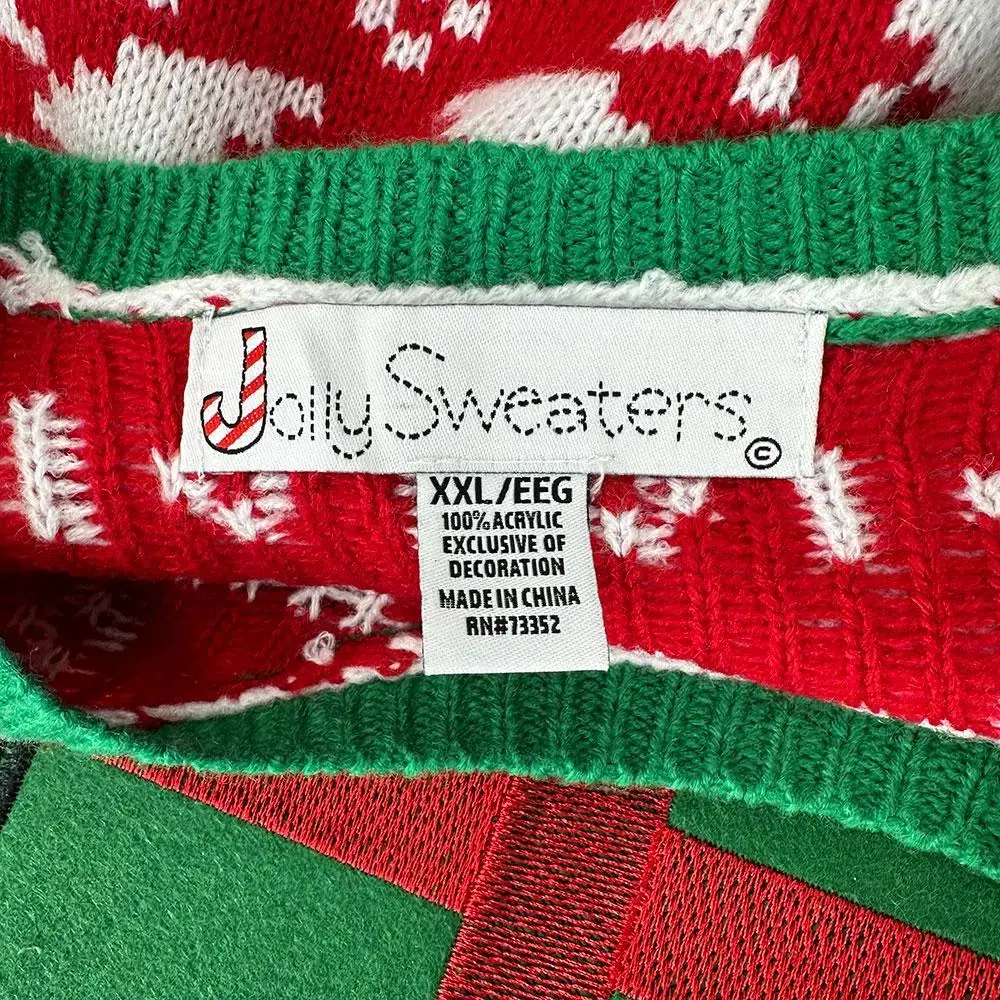 Jolly Sweaters ©
XXL/EEG
100% ACRYLIC
EXCLUSIVE OF
DECORATION
MADE IN CHINA
RN#73352